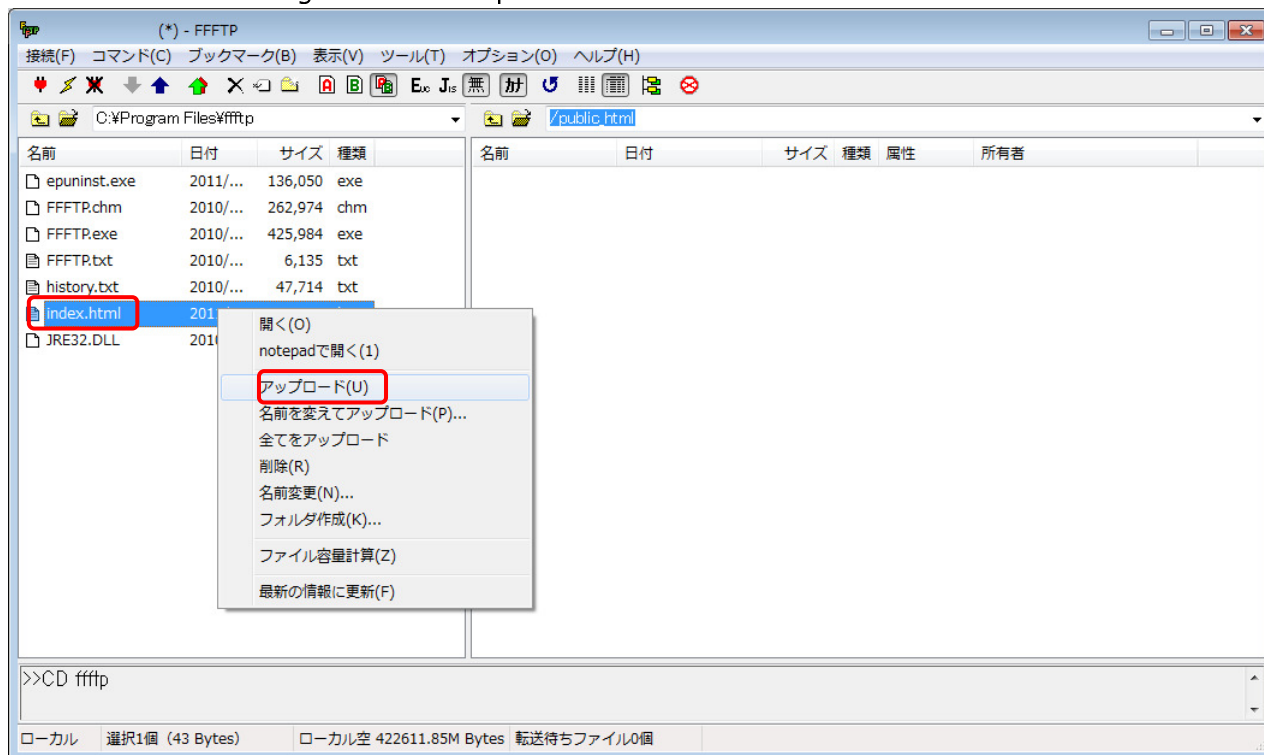 (*) - FFFTP
接続(F) コマンド(C) ブックマーク(B) 表示(V) ツール(T) オプション(O) ヘルプ(H)
A B Euc Jis 無 カナ
C:¥Program Files¥ffftp /public_html
名前 日付 サイズ 種類 名前 日付 サイズ 種類 属性 所有者
epuninst.exe 2011/... 136,050 exe
FFFTP.chm 2010/... 262,974 chm
FFFTP.exe 2010/... 425,984 exe
FFFTP.txt 2010/... 6,135 txt
history.txt 2010/... 47,714 txt
index.html 201
JRE32.DLL 201
開く(O)
notepadで開く(1)
アップロード(U)
名前を変えてアップロード(P)...
全てをアップロード
削除(R)
名前変更(N)...
フォルダ作成(K)...
ファイル容量計算(Z)
最新の情報に更新(F)
>>CD ffftp
ローカル 選択1個（43 Bytes） ローカル空 422611.85M Bytes 転送待ちファイル0個